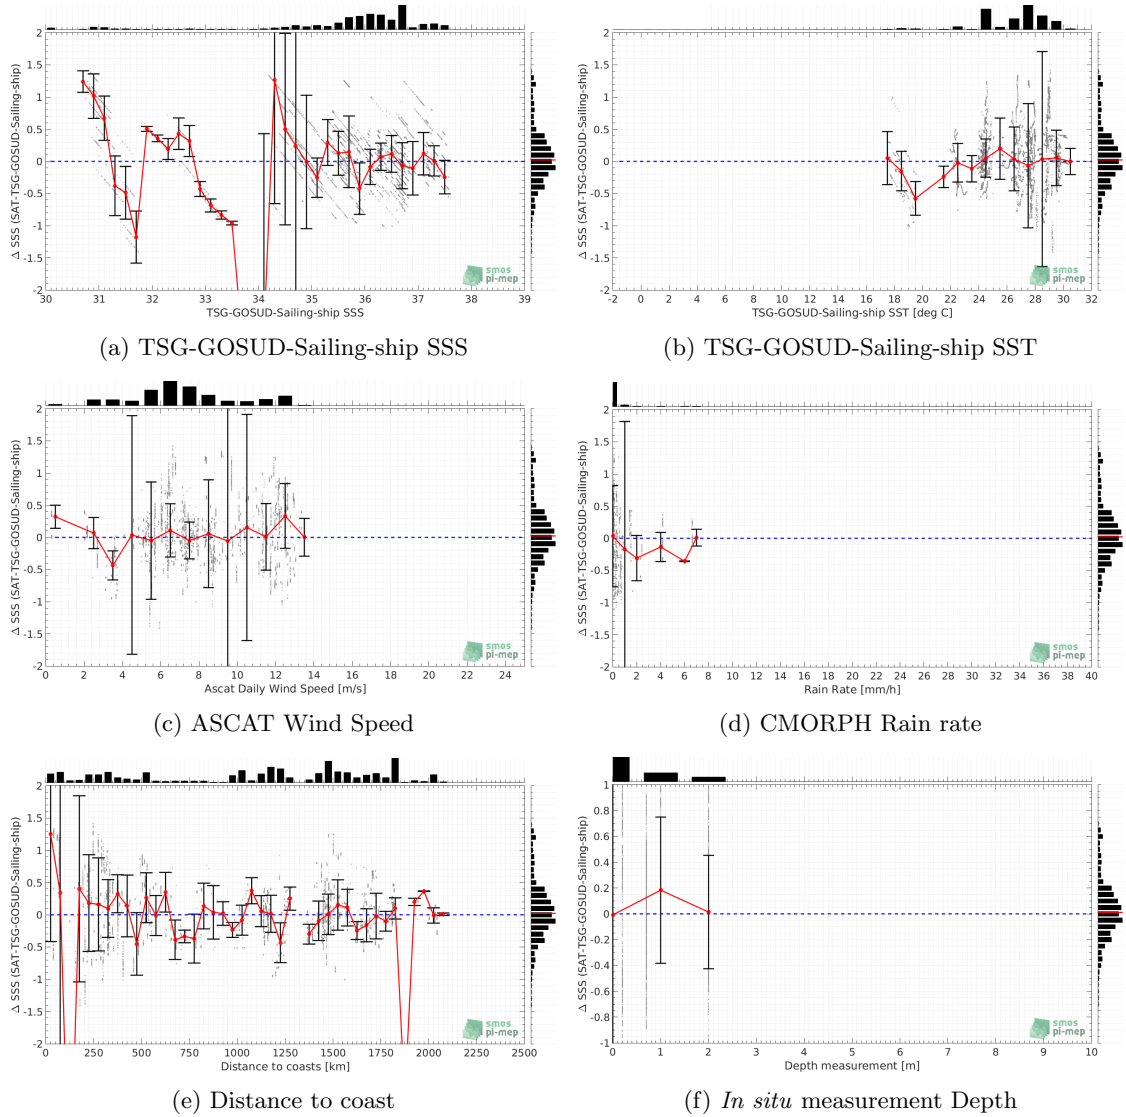 Δ SSS (SAT-TSG-GOSUD-Sailing-ship)
2
1.5
1
0.5
0
-0.5
-1
-1.5
-2
30 31 32 33 34 35 36 37 38 39
TSG-GOSUD-Sailing-ship SSS
smos
pi-mep
(a) TSG-GOSUD-Sailing-ship SSS
Δ SSS (SAT-TSG-GOSUD-Sailing-ship)
2
1.5
1
0.5
0
-0.5
-1
-1.5
-2
-2 0 2 4 6 8 10 12 14 16 18 20 22 24 26 28 30 32
TSG-GOSUD-Sailing-ship SST [deg C]
smos
pi-mep
(b) TSG-GOSUD-Sailing-ship SST
Δ SSS (SAT-TSG-GOSUD-Sailing-ship)
2
1.5
1
0.5
0
-0.5
-1
-1.5
-2
0 2 4 6 8 10 12 14 16 18 20 22 24
Ascat Daily Wind Speed [m/s]
smos
pi-mep
(c) ASCAT Wind Speed
Δ SSS (SAT-TSG-GOSUD-Sailing-ship)
2
1.5
1
0.5
0
-0.5
-1
-1.5
-2
0 2 4 6 8 10 12 14 16 18 20 22 24 26 28 30 32 34 36 38 40
Rain Rate [mm/h]
smos
pi-mep
(d) CMORPH Rain rate
Δ SSS (SAT-TSG-GOSUD-Sailing-ship)
2
1.5
1
0.5
0
-0.5
-1
-1.5
-2
0 250 500 750 1000 1250 1500 1750 2000 2250 2500
Distance to coasts [km]
smos
pi-mep
(e) Distance to coast
Δ SSS (SAT-TSG-GOSUD-Sailing-ship)
1
0.8
0.6
0.4
0.2
0
-0.2
-0.4
-0.6
-0.8
-1
0 1 2 3 4 5 6 7 8 9 10
Depth measurement [m]
smos
pi-mep
(f) In situ measurement Depth